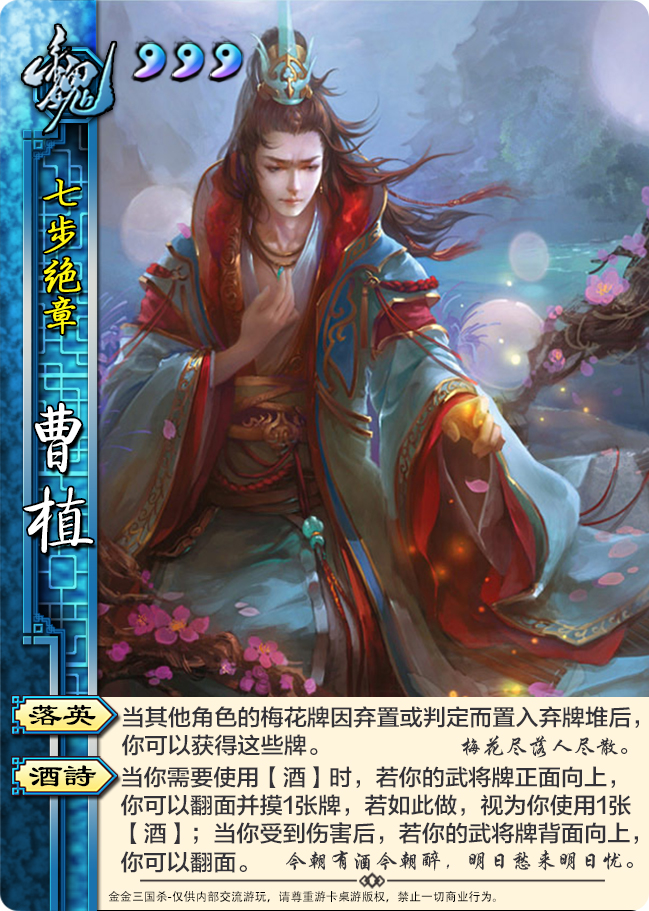 魏
七步绝章
曹植
落英
当其他角色的梅花牌因弃置或判定而置入弃牌堆后，
你可以获得这些牌。 梅花尽落人尽散。
酒詩
当你需要使用【酒】时，若你的武将牌正面向上，
你可以翻面并摸1张牌，若如此做，视为你使用1张
【酒】；当你受到伤害后，若你的武将牌背面向上，
你可以翻面。 今朝有酒今朝醉，明日愁来明日忧。
金金三国杀-仅供内部交流游玩，请尊重游卡桌游版权，禁止一切商业行为。